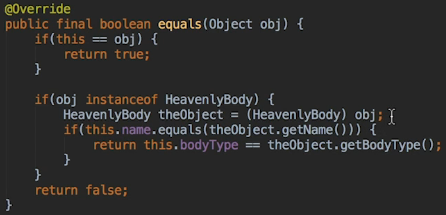 @Override
public final boolean equals(Object obj) {
    if(this == obj) {
        return true;
    }

    if(obj instanceof HeavenlyBody) {
        HeavenlyBody theObject = (HeavenlyBody) obj;
        if(this.name.equals(theObject.getName())) {
            return this.bodyType == theObject.getBodyType();
        }
    }
    return false;
}